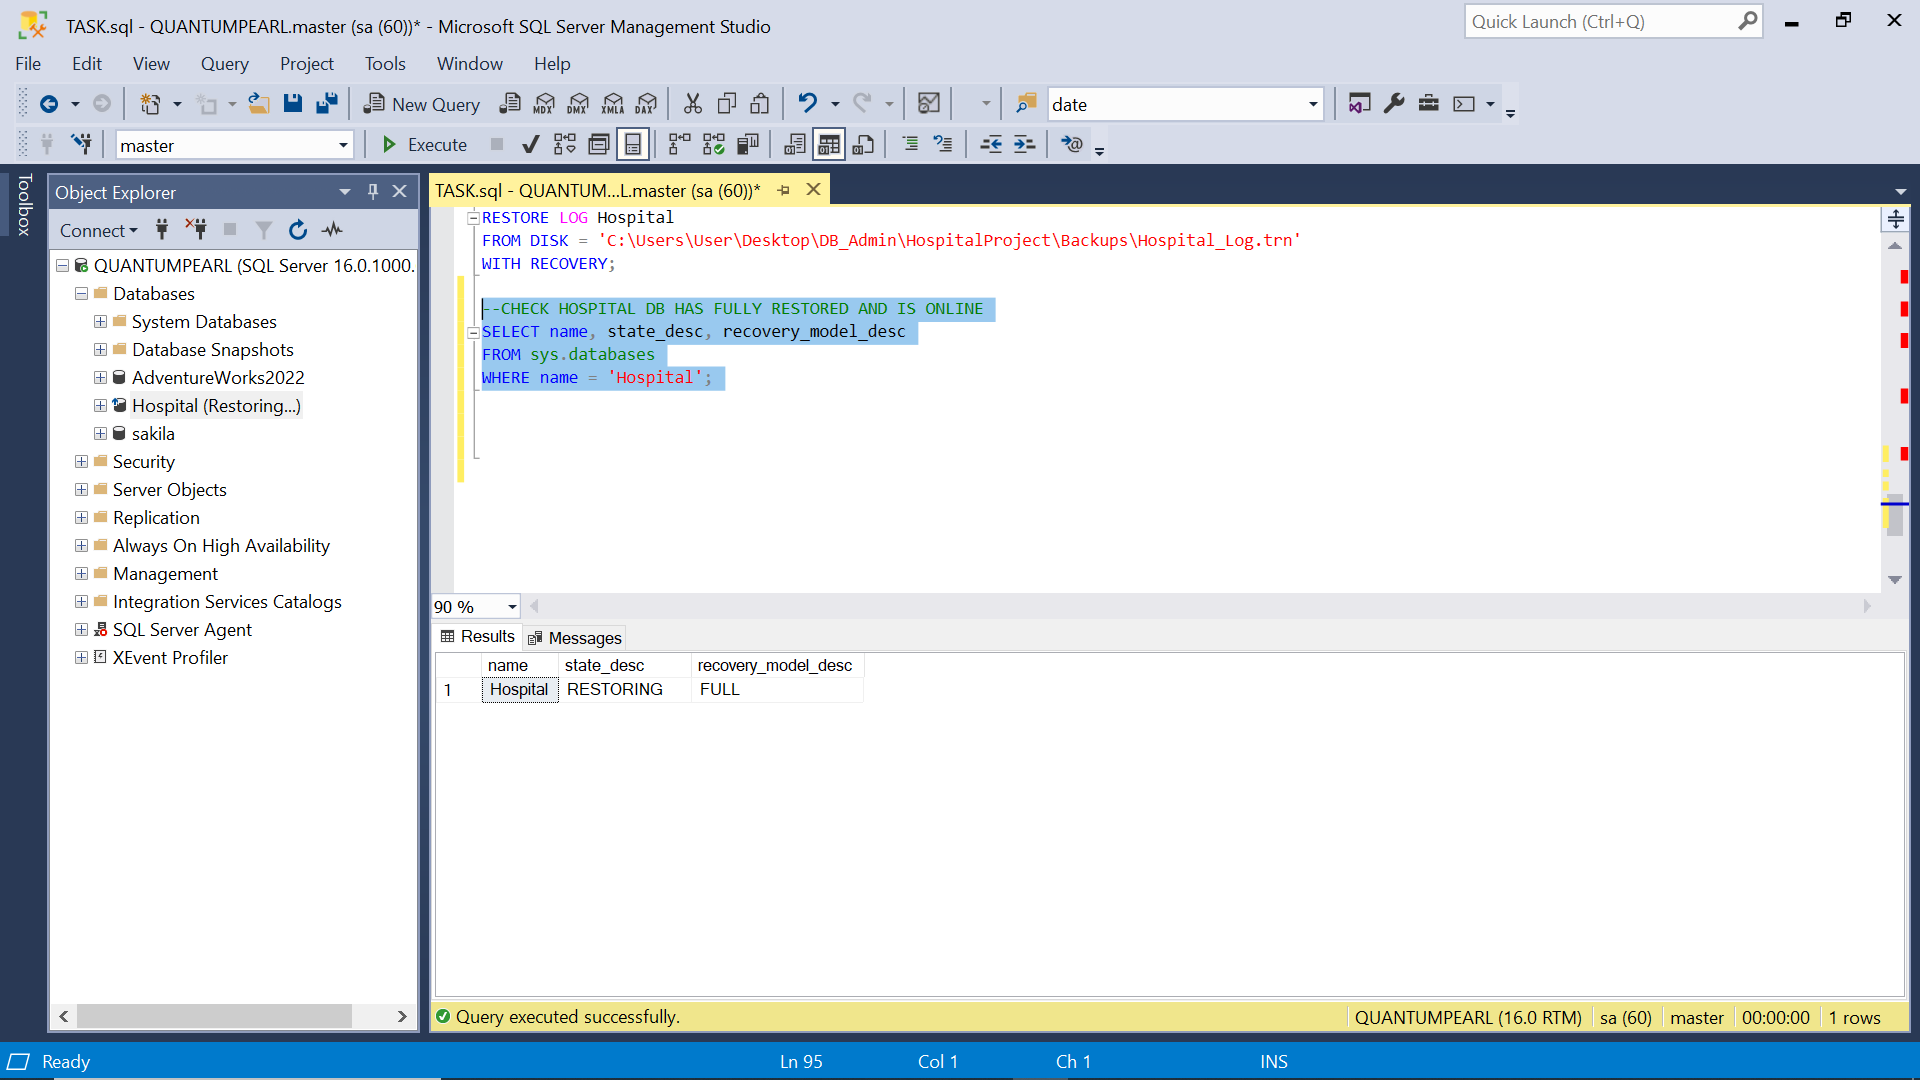 TASK.sql - QUANTUMPEARL.master (sa (60))* - Microsoft SQL Server Management Studio
Quick Launch (Ctrl+Q)
File Edit View Query Project Tools Window Help
New Query MDX DMX XMLA DAX date
master Execute
Toolbox
Object Explorer
Connect
QUANTUMPEARL (SQL Server 16.0.1000.
Databases
System Databases
Database Snapshots
AdventureWorks2022
Hospital (Restoring...)
sakila
Security
Server Objects
Replication
Always On High Availability
Management
Integration Services Catalogs
SQL Server Agent
XEvent Profiler
TASK.sql - QUANTUM...L.master (sa (60))*
RESTORE LOG Hospital
FROM DISK = 'C:\Users\User\Desktop\DB_Admin\HospitalProject\Backups\Hospital_Log.trn'
WITH RECOVERY;
--CHECK HOSPITAL DB HAS FULLY RESTORED AND IS ONLINE
SELECT name, state_desc, recovery_model_desc
FROM sys.databases
WHERE name = 'Hospital';
90 %
Results Messages
name state_desc recovery_model_desc
1 Hospital RESTORING FULL
Query executed successfully. QUANTUMPEARL (16.0 RTM) sa (60) master 00:00:00 1 rows
Ready Ln 95 Col 1 Ch 1 INS